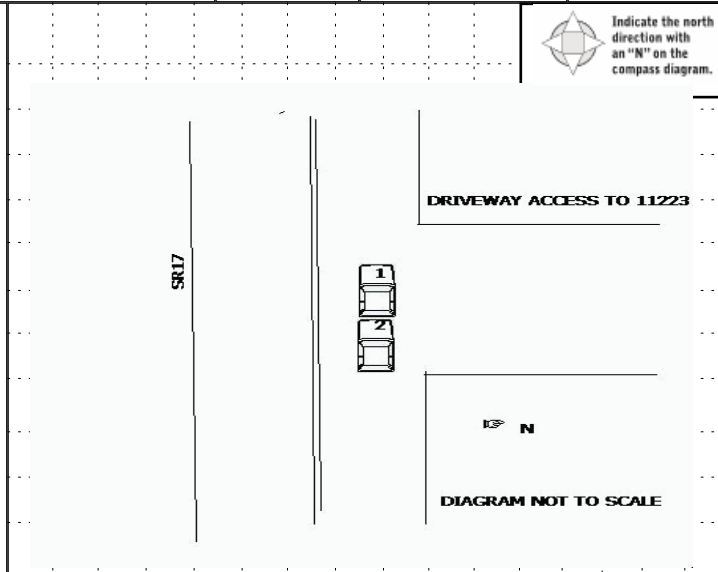 Indicate the north
direction with
an "N" on the
compass diagram.
DRIVEWAY ACCESS TO 11223
SR17
1
2
N
DIAGRAM NOT TO SCALE